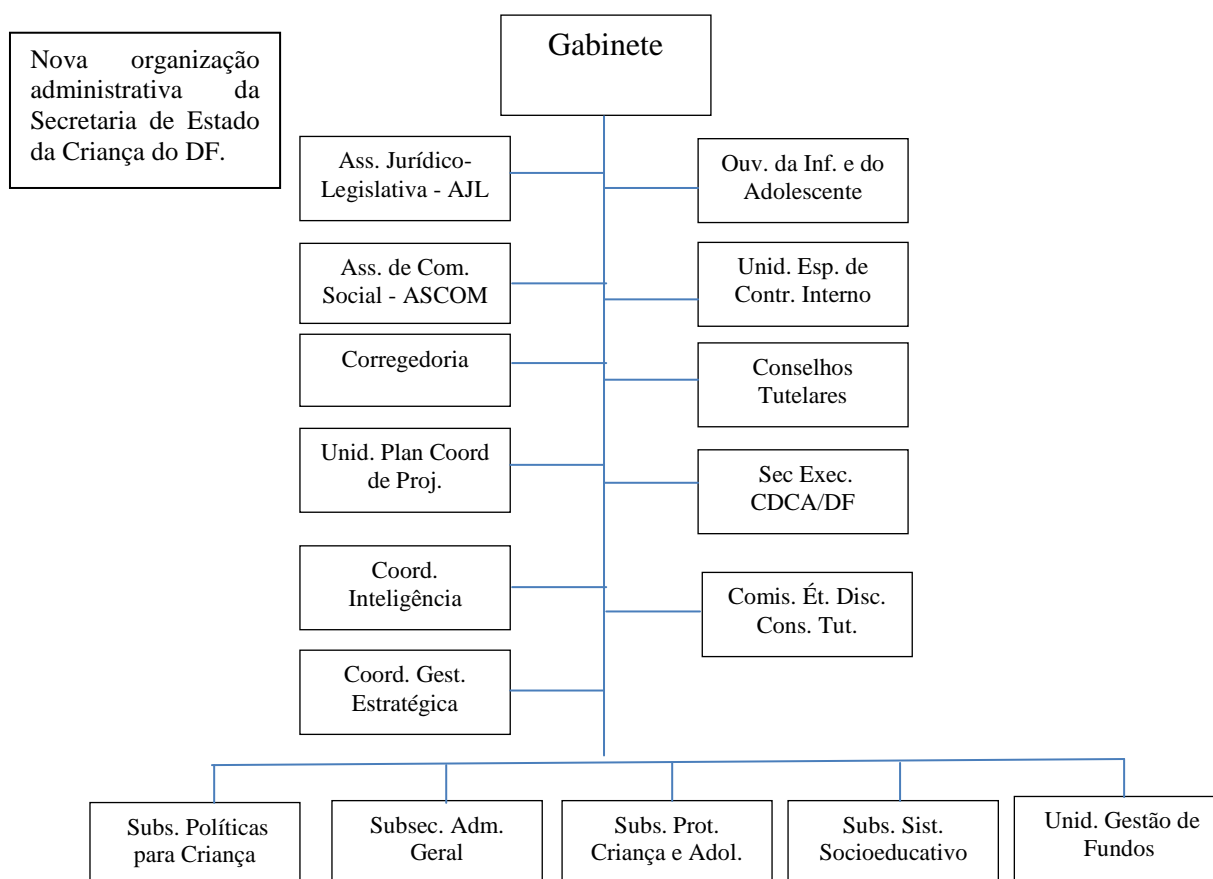 Gabinete
Nova organização
administrativa da
Secretaria de Estado
da Criança do DF.
Ass. Jurídico-
Legislativa - AJL
Ouv. da Inf. e do
Adolescente
Ass. de Com.
Social - ASCOM
Unid. Esp. de
Contr. Interno
Corregedoria
Conselhos
Tutelares
Unid. Plan Coord
de Proj.
Sec Exec.
CDCA/DF
Coord.
Inteligência
Comis. Ét. Disc.
Cons. Tut.
Coord. Gest.
Estratégica
Subs. Políticas
para Criança
Subsec. Adm.
Geral
Subs. Prot.
Criança e Adol.
Subs. Sist.
Socioeducativo
Unid. Gestão de
Fundos